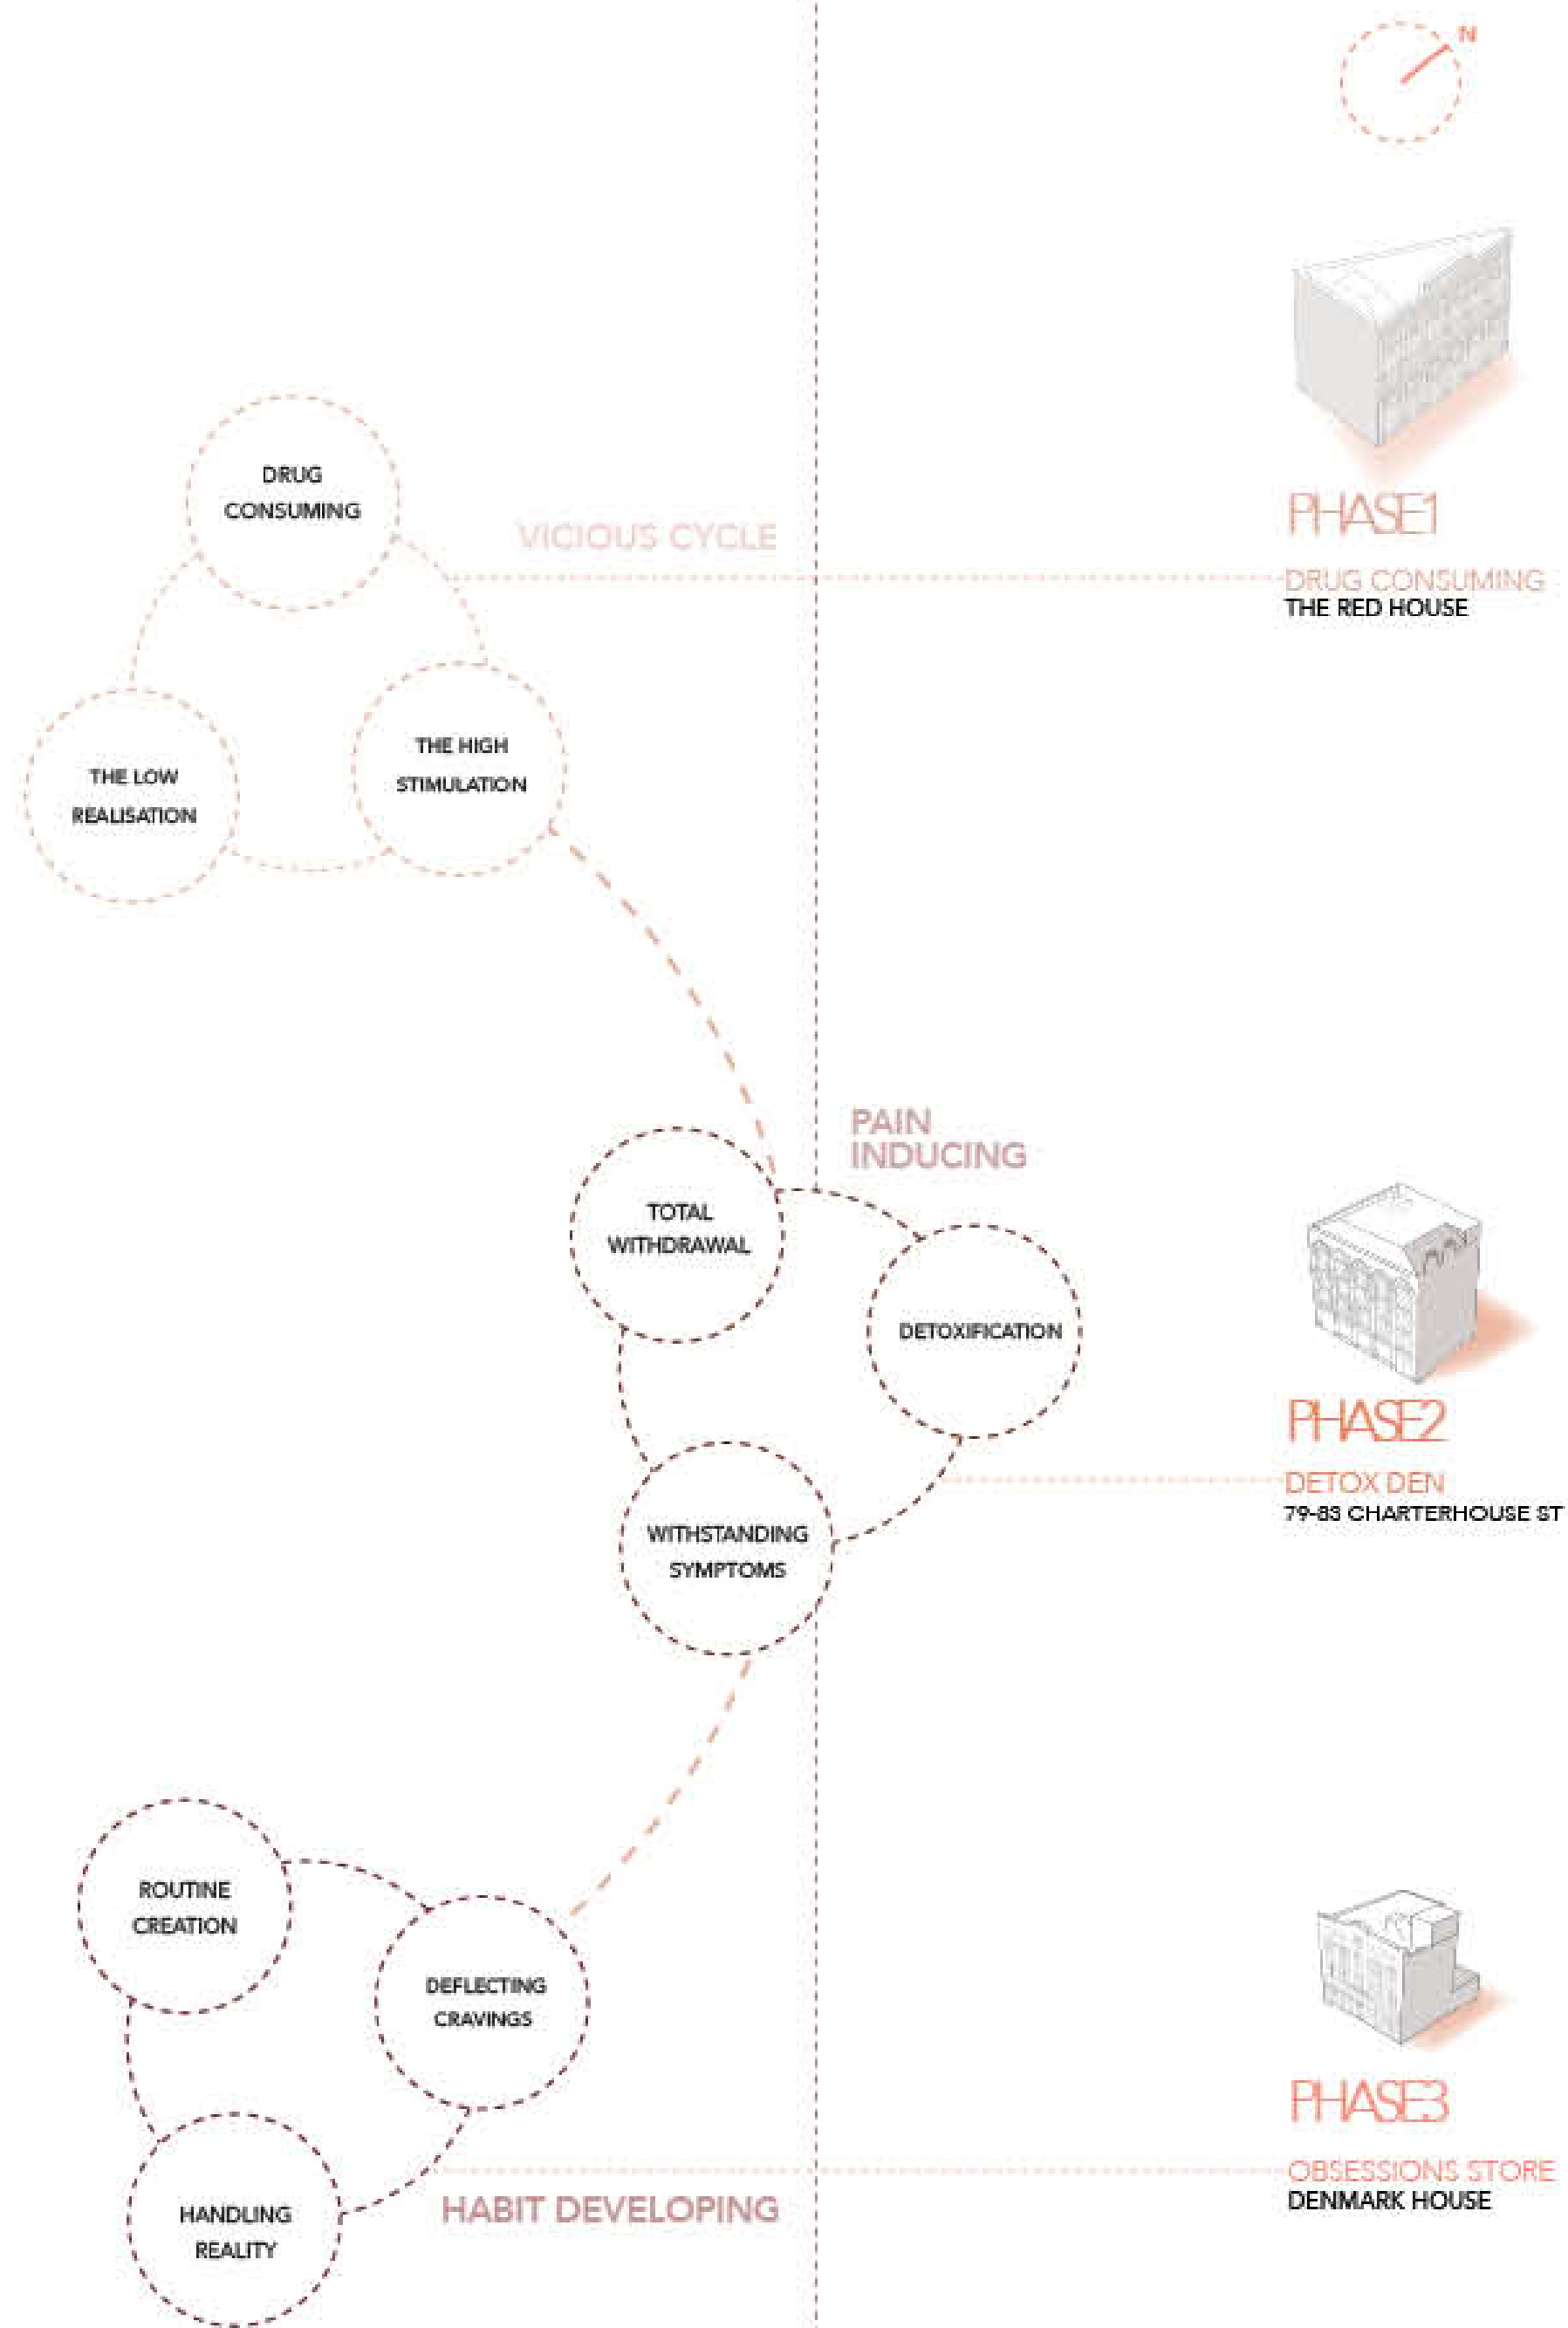 N
DRUG
CONSUMING
VICIOUS CYCLE
PHASE1
DRUG CONSUMING
THE RED HOUSE
THE HIGH
STIMULATION
THE LOW
REALISATION
PAIN
INDUCING
TOTAL
WITHDRAWAL
DETOXIFICATION
PHASE2
DETOX DEN
79-83 CHARTERHOUSE ST
WITHSTANDING
SYMPTOMS
ROUTINE
CREATION
DEFLECTING
CRAVINGS
PHASE3
OBSESSIONS STORE
DENMARK HOUSE
HABIT DEVELOPING
HANDLING
REALITY